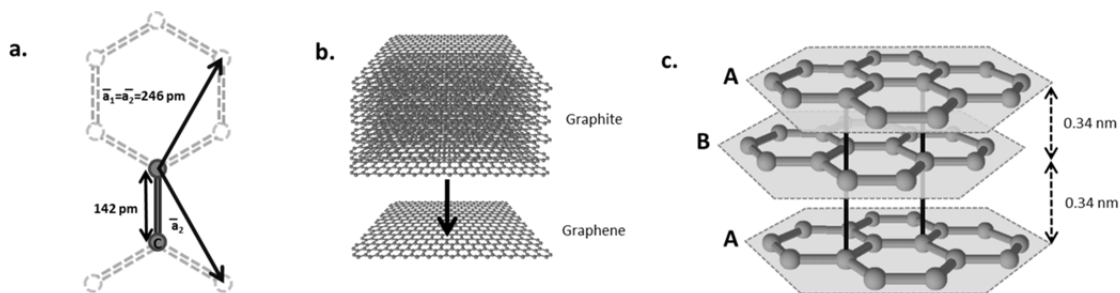 a.
a̅1=a̅2=246 pm
142 pm
a̅2
C
b.
Graphite
Graphene
c.
A
B
A
0.34 nm
0.34 nm